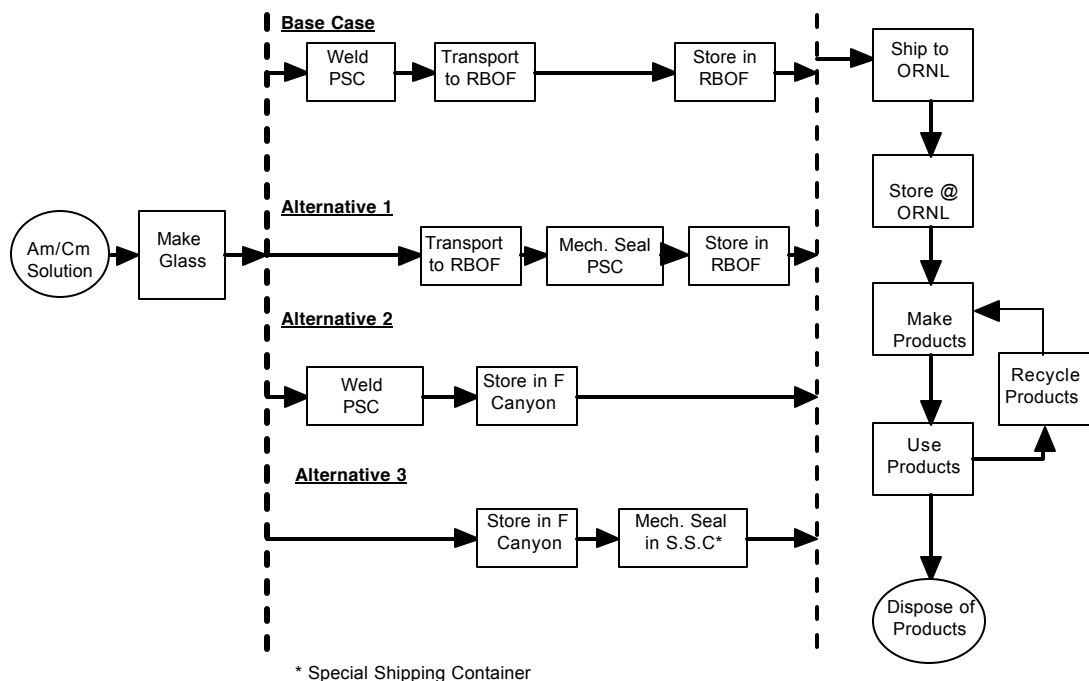 Base Case
Weld
PSC
Transport
to RBOF
Store in
RBOF
Ship to
ORNL
Store @
ORNL
Alternative 1
Am/Cm
Solution
Make
Glass
Transport
to RBOF
Mech. Seal
PSC
Store in
RBOF
Alternative 2
Make
Products
Weld
PSC
Store in F
Canyon
Recycle
Products
Use
Products
Alternative 3
Store in F
Canyon
Mech. Seal
in S.S.C*
Dispose of
Products
* Special Shipping Container